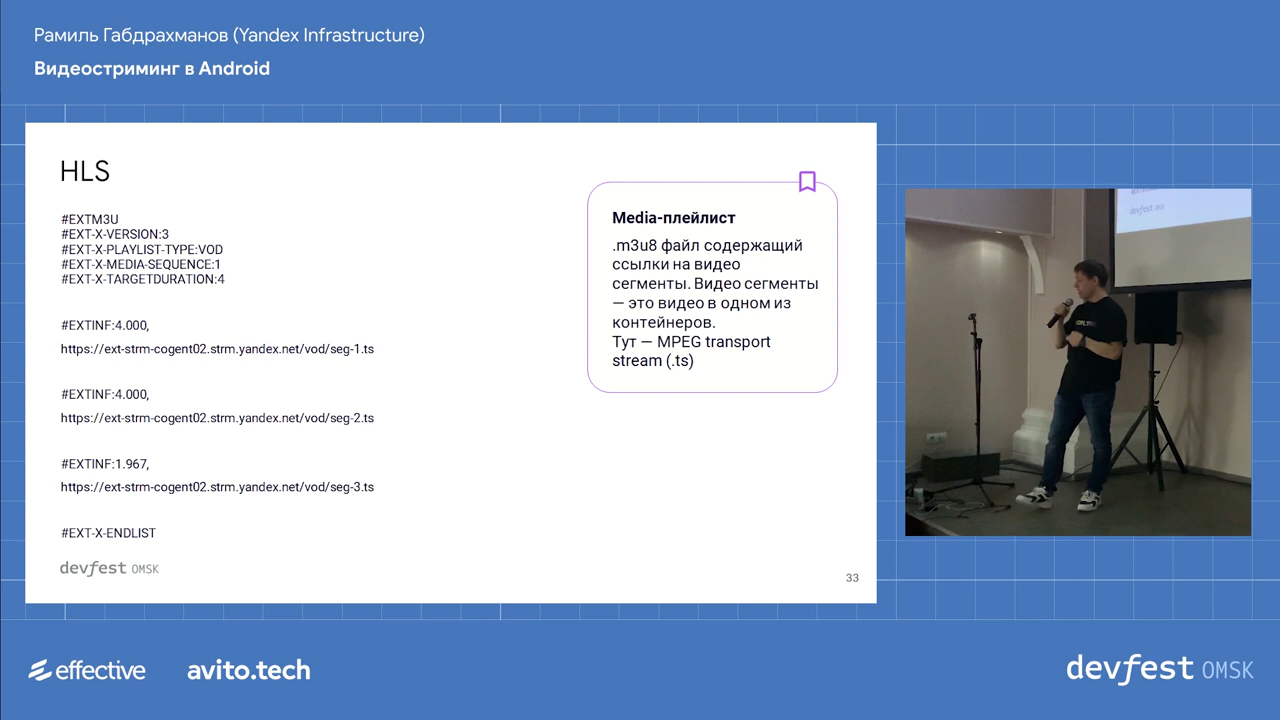 Рамиль Габдрахманов (Yandex Infrastructure)
Видеостриминг в Android
HLS
#EXTM3U
#EXT-X-VERSION:3
#EXT-X-PLAYLIST-TYPE:VOD
#EXT-X-MEDIA-SEQUENCE:1
#EXT-X-TARGETDURATION:4
#EXTINF:4.000,
https://ext-strm-cogent02.strm.yandex.net/vod/seg-1.ts
#EXTINF:4.000,
https://ext-strm-cogent02.strm.yandex.net/vod/seg-2.ts
#EXTINF:1.967,
https://ext-strm-cogent02.strm.yandex.net/vod/seg-3.ts
#EXT-X-ENDLIST
Media-плейлист
.m3u8 файл содержащий
ссылки на видео
сегменты. Видео сегменты
— это видео в одном из
контейнеров.
Тут — MPEG transport
stream (.ts)
devfest OMSK
33
devfest
effective
avito.tech
devfest OMSK